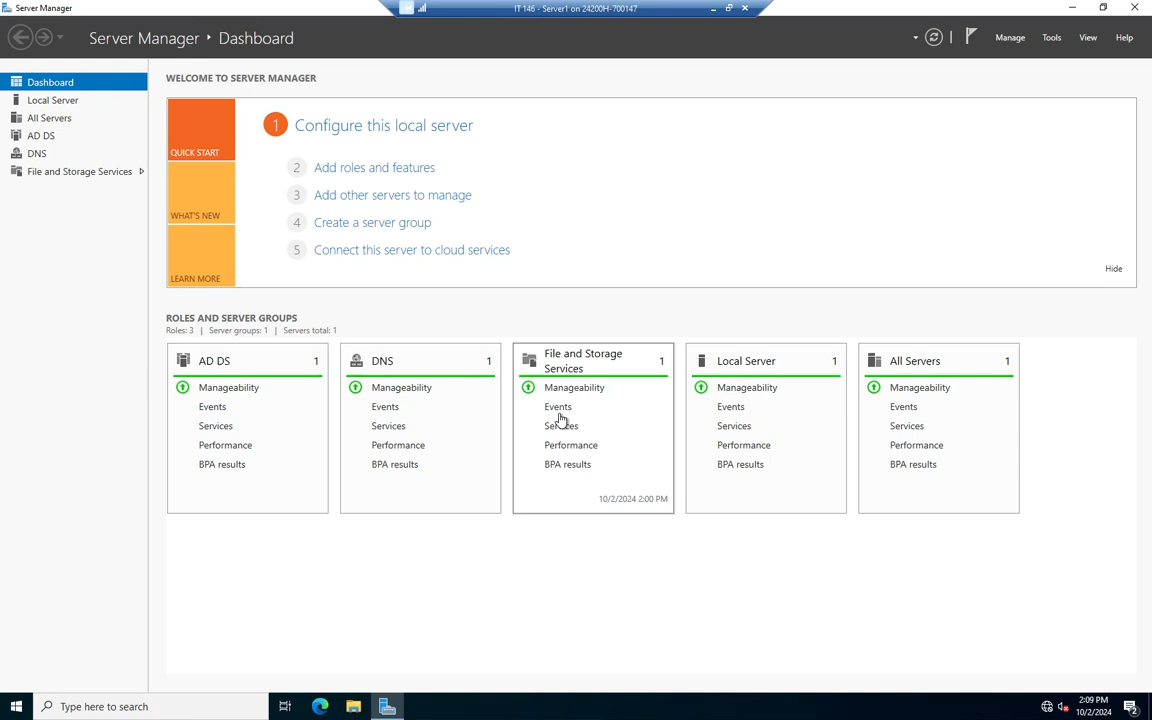 Server Manager
IT 146 - Server1 on 24200H-700147
Server Manager ‣ Dashboard
Manage
Tools
View
Help
Dashboard
Local Server
All Servers
AD DS
DNS
File and Storage Services
WELCOME TO SERVER MANAGER
QUICK START
WHAT'S NEW
LEARN MORE
1 Configure this local server
2 Add roles and features
3 Add other servers to manage
4 Create a server group
5 Connect this server to cloud services
Hide
ROLES AND SERVER GROUPS
Roles: 3 | Server groups: 1 | Servers total: 1
AD DS 1
Manageability
Events
Services
Performance
BPA results
DNS 1
Manageability
Events
Services
Performance
BPA results
File and Storage
Services 1
Manageability
Events
Services
Performance
BPA results
10/2/2024 2:00 PM
Local Server 1
Manageability
Events
Services
Performance
BPA results
All Servers 1
Manageability
Events
Services
Performance
BPA results
Type here to search
2:09 PM
10/2/2024
2